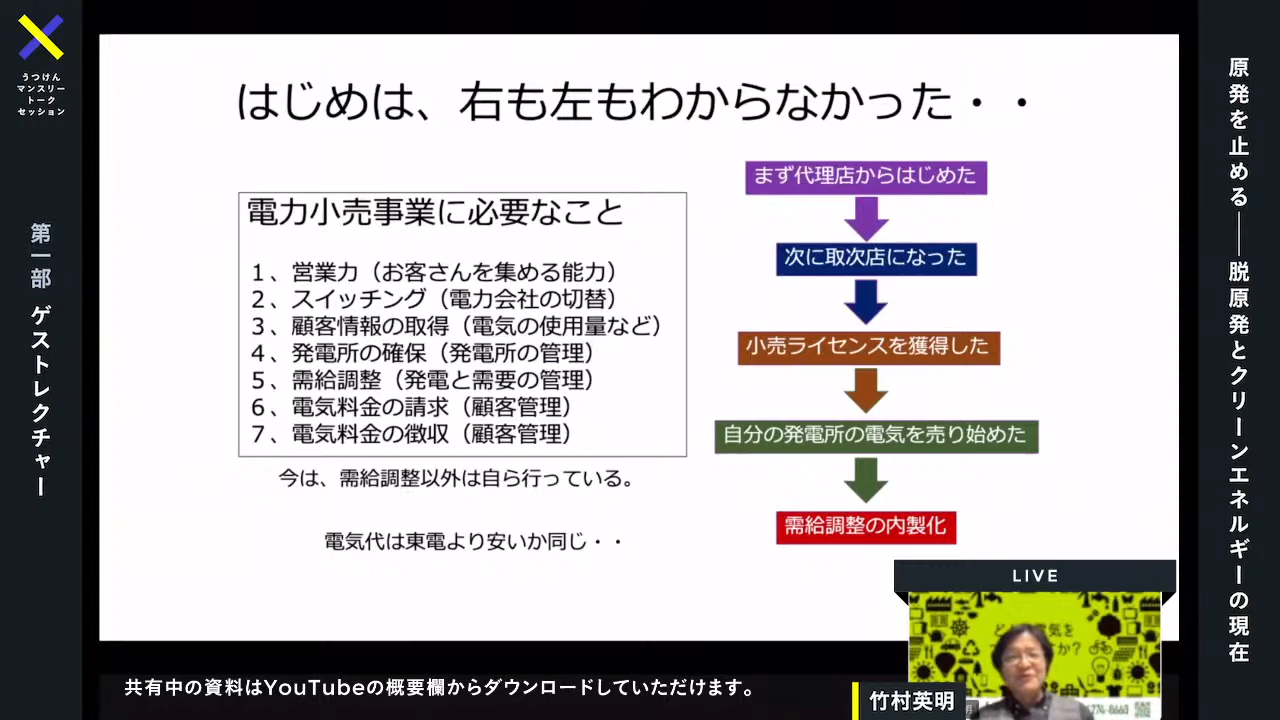 うつけん
マンスリー
トーク
セッション
第一部 ゲストレクチャー
はじめは、右も左もわからなかった・・
電力小売事業に必要なこと
1、営業力（お客さんを集める能力）
2、スイッチング（電力会社の切替）
3、顧客情報の取得（電気の使用量など）
4、発電所の確保（発電所の管理）
5、需給調整（発電と需要の管理）
6、電気料金の請求（顧客管理）
7、電気料金の徴収（顧客管理）
今は、需給調整以外は自ら行っている。
電気代は東電より安いか同じ・・
まず代理店からはじめた
次に取次店になった
小売ライセンスを獲得した
自分の発電所の電気を売り始めた
需給調整の内製化
原発を止める──脱原発とクリーンエネルギーの現在
LIVE
電気を
か?
竹村英明
共有中の資料はYouTubeの概要欄からダウンロードしていただけます。